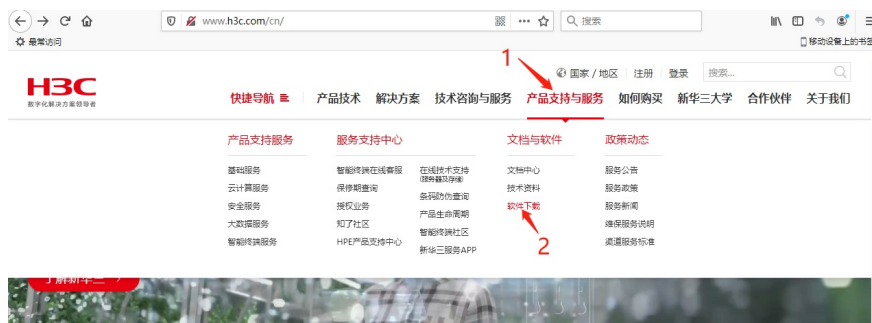 www.h3c.com/cn/
搜索
最常访问
移动设备上的书签
1
国家 / 地区 注册 登录 搜索...
H3C
数字化解决方案领导者
快捷导航 产品技术 解决方案 技术咨询与服务 产品支持与服务 如何购买 新华三大学 合作伙伴 关于我们
产品支持服务 服务支持中心 文档与软件 政策动态
基础服务 智能终端在线客服 在线技术支持 文档中心 服务公告
(服务器及存储)
云计算服务 保修期查询 条码防伪查询 技术资料 服务政策
安全服务 授权业务 产品生命周期 软件下载 服务新闻
大数据服务 知了社区 智能终端社区 维保服务说明
智能终端服务 HPE产品支持中心 新华三服务APP 渠道服务标准
2
了解新华三